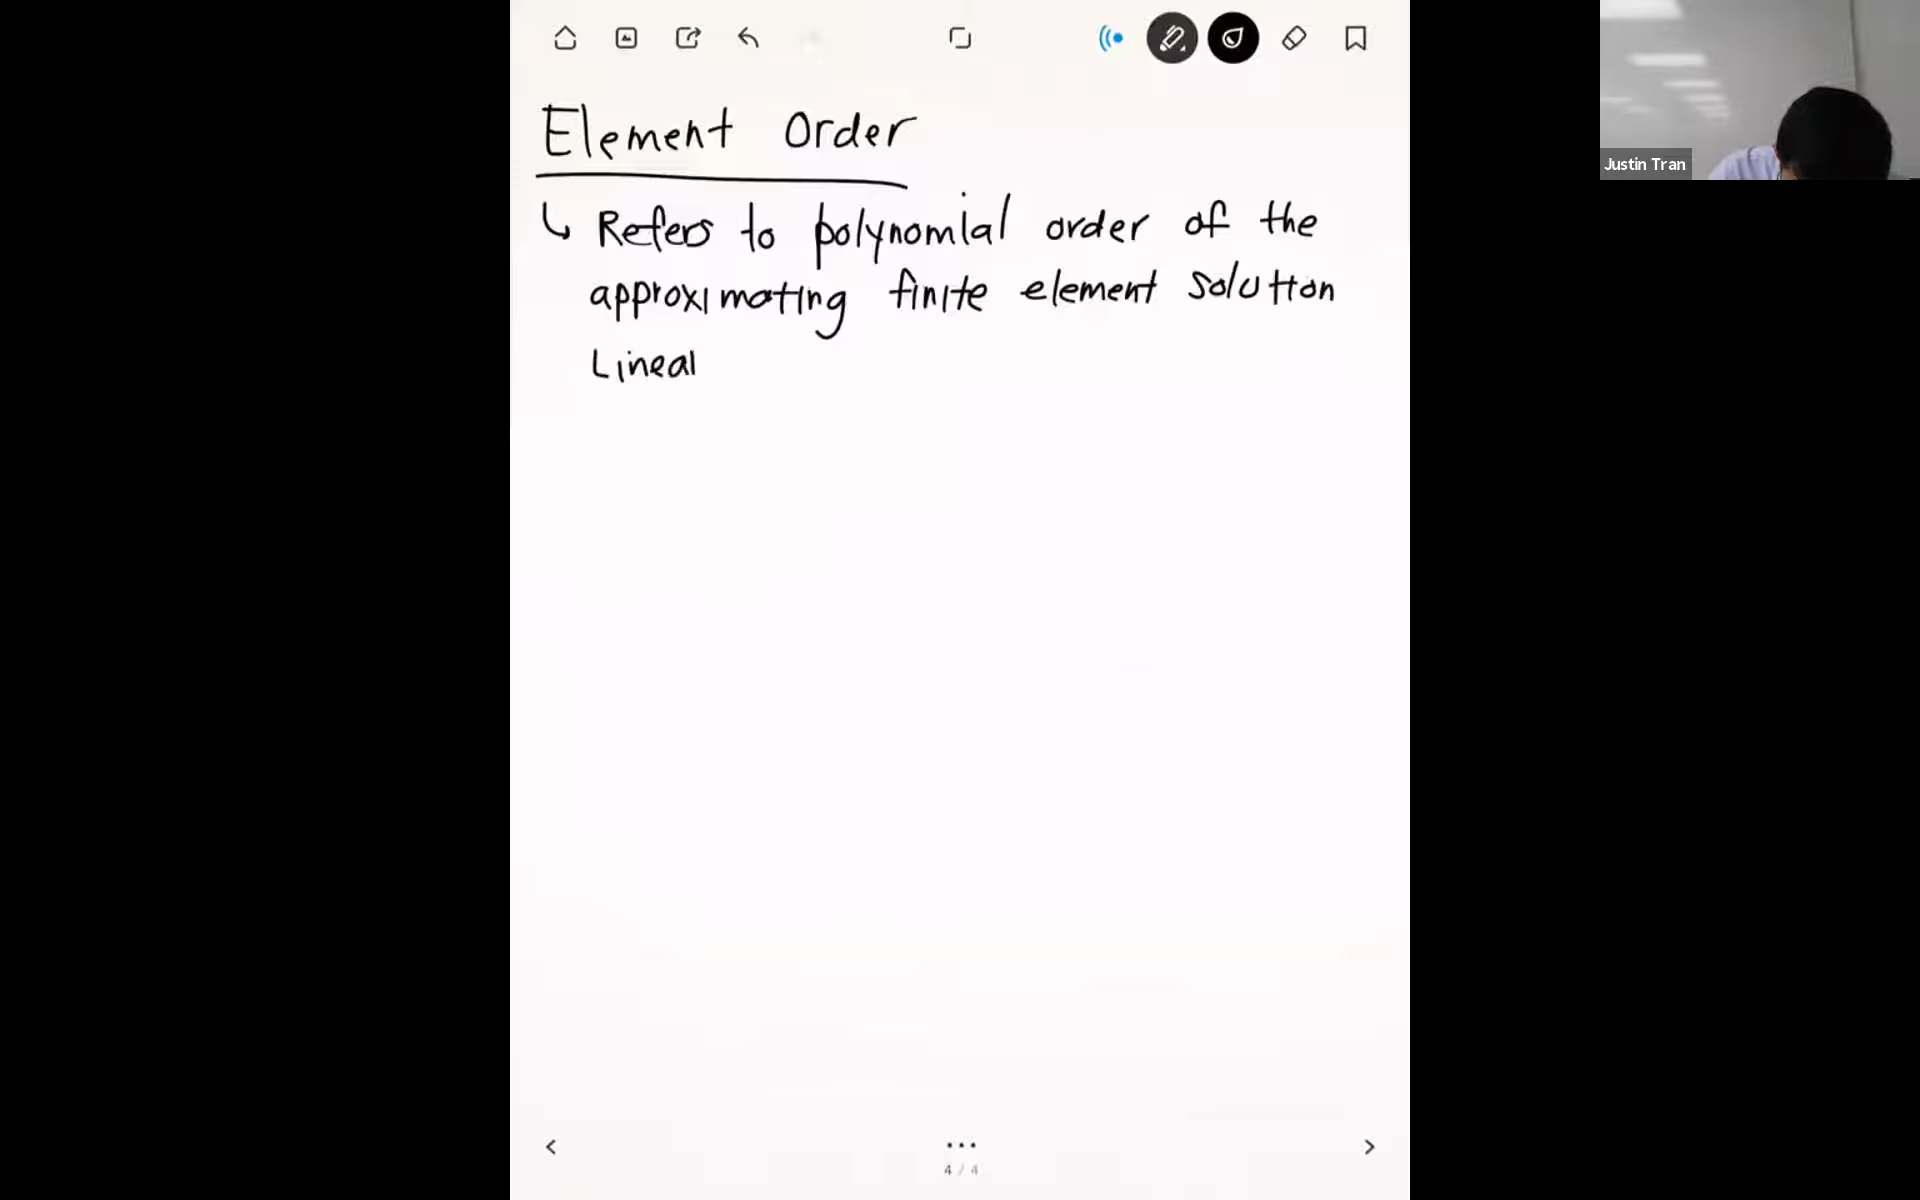 Justin Tran
Element Order
↳ Refers to polynomial order of the
approximating finite element solution
Lineal
4 / 4